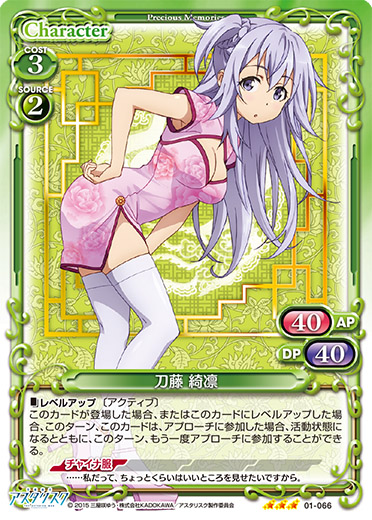 Precious Memories
Character
COST
3
SOURCE
2
40 AP
DP 40
刀藤 綺凛
■レベルアップ [アクティブ]
このカードが登場した場合、またはこのカードにレベルアップした場
合、このターン、このカードは、アプローチに参加した場合、活動状態に
なるとともに、このターン、もう一度アプローチに参加することができ
る。
チャイナ服
……私だって、ちょっとくらいはいいところを見せたいですから。
アスタリスク
©2015 三屋咲ゆう・株式会社KADOKAWA/アスタリスク製作委員会
★★★ 01-066